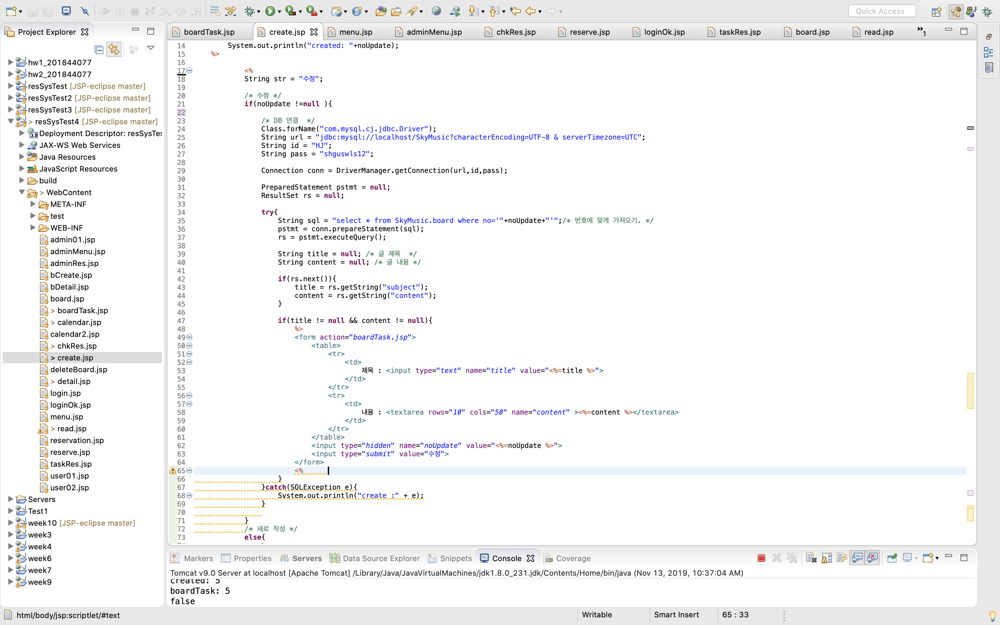 Quick Access
Project Explorer
hw1_201844077
hw2_201844077
resSysTest [JSP-eclipse master]
resSysTest2 [JSP-eclipse master]
resSysTest3 [JSP-eclipse master]
> resSysTest4 [JSP-eclipse master]
3.0 Deployment Descriptor: resSysTes
JAX-WS Web Services
Java Resources
JavaScript Resources
build
> WebContent
META-INF
test
WEB-INF
admin01.jsp
adminMenu.jsp
adminRes.jsp
bCreate.jsp
bDetail.jsp
board.jsp
> boardTask.jsp
> calendar.jsp
calendar2.jsp
> chkRes.jsp
> create.jsp
deleteBoard.jsp
> detail.jsp
login.jsp
loginOk.jsp
menu.jsp
> read.jsp
reservation.jsp
reserve.jsp
taskRes.jsp
user01.jsp
user02.jsp
Servers
Test1
week10 [JSP-eclipse master]
week3
week4
week6
week7
week9
boardTask.jsp create.jsp menu.jsp adminMenu.jsp chkRes.jsp reserve.jsp loginOk.jsp taskRes.jsp board.jsp read.jsp »1
14 System.out.println("created: "+noUpdate);
15 %>
16
17 <%
18 String str = "수정";
19
20 /* 수정 */
21 if(noUpdate !=null ){
22
23 /* DB 연결  */
24 Class.forName("com.mysql.cj.jdbc.Driver");
25 String url = "jdbc:mysql://localhost/SkyMusic?characterEncoding=UTF-8 & serverTimezone=UTC";
26 String id = "HJ";
27 String pass = "shguswls12";
28
29 Connection conn = DriverManager.getConnection(url,id,pass);
30
31 PreparedStatement pstmt = null;
32 ResultSet rs = null;
33
34 try{
35 String sql = "select * from SkyMusic.board where no='"+noUpdate+"'";/* 번호에 맞게 가져오기. */
36 pstmt = conn.prepareStatement(sql);
37 rs = pstmt.executeQuery();
38
39 String title = null; /* 글 제목  */
40 String content = null; /* 글 내용 */
41
42 if(rs.next()){
43 title = rs.getString("subject");
44 content = rs.getString("content");
45 }
46
47 if(title != null && content != null){
48 %>
49 <form action="boardTask.jsp">
50 <table>
51 <tr>
52 <td>
53 제목 : <input type="text" name="title" value="<%=title %>">
54 </td>
55 </tr>
56 <tr>
57 <td>
58 내용 : <textarea rows="10" cols="50" name="content" ><%=content %></textarea>
59 </td>
60 </tr>
61 </table>
62 <input type="hidden" name="noUpdate" value="<%=noUpdate %>">
63 <input type="submit" value="수정">
64 </form>
65 <%
66 }
67 }catch(SQLException e){
68 System.out.println("create :" + e);
69 }
70
71 }
72 /* 새로 작성 */
73 else{
Markers Properties Servers Data Source Explorer Snippets Console Coverage
Tomcat v9.0 Server at localhost [Apache Tomcat] /Library/Java/JavaVirtualMachines/jdk1.8.0_231.jdk/Contents/Home/bin/java (Nov 13, 2019, 10:37:04 AM)
created: 5
boardTask: 5
false
html/body/jsp:scriptlet/#text
Writable
Smart Insert
65 : 33